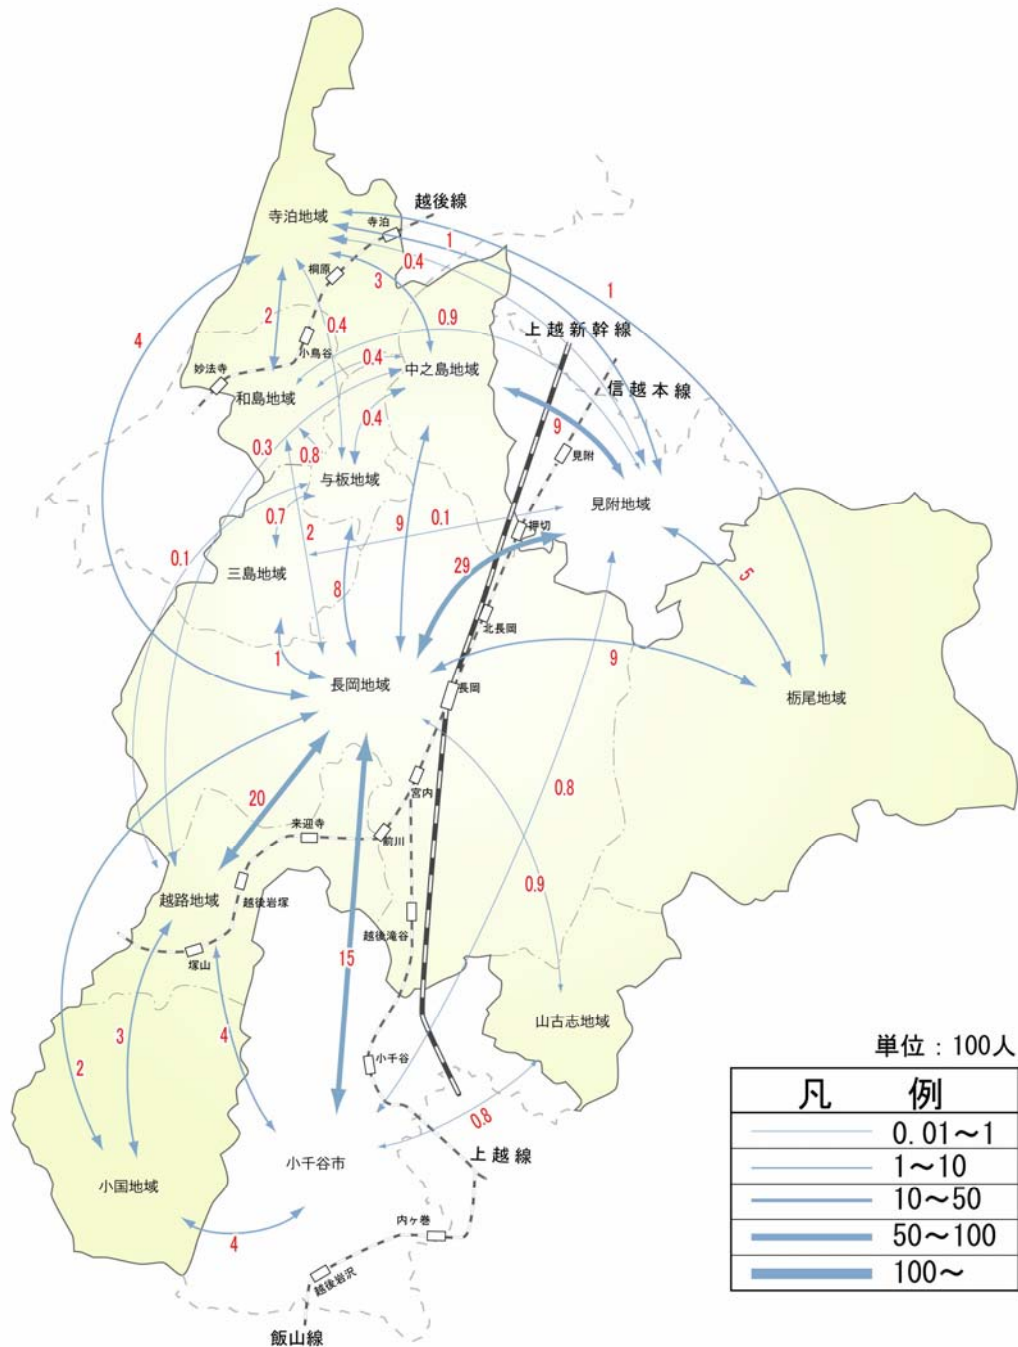 越後線
寺泊地域
寺泊
1
0.4
桐原
3
1
4
2
0.4
0.9
上越新幹線
小島谷
0.4
妙法寺
中之島地域
信越本線
和島地域
0.4
9
0.3
0.8
見附
与板地域
見附地域
0.7
2
9
0.1
押切
0.1
29
三島地域
8
5
北長岡
1
9
長岡地域
長岡
栃尾地域
宮内
0.8
20
来迎寺
前川
越後岩塚
0.9
越路地域
越後滝谷
塚山
15
山古志地域
3
4
小千谷
2
0.8
小千谷市
上越線
小国地域
内ヶ巻
4
越後岩沢
飯山線
単位:100人
凡 例
0.01~1
1~10
10~50
50~100
100~